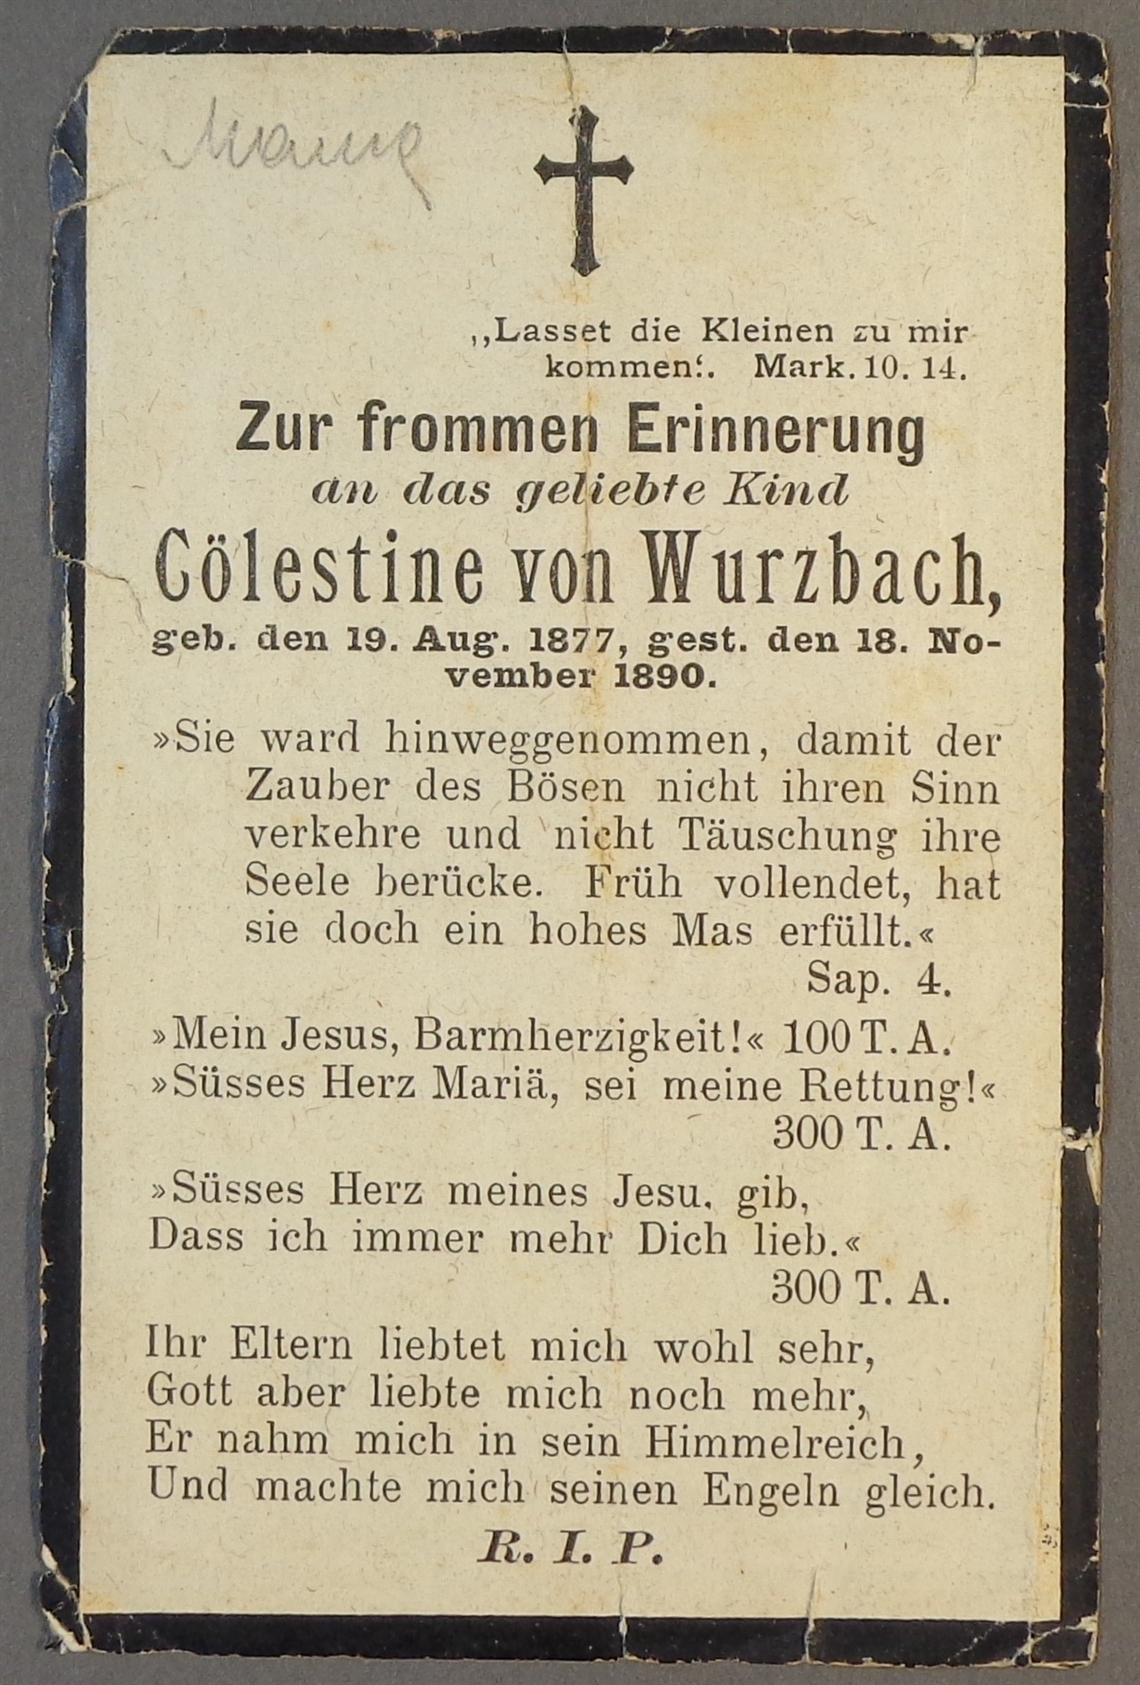 ,,Lasset die Kleinen zu mir
kommen'. Mark. 10. 14.
Zur frommen Erinnerung
an das geliebte Kind
Cölestine von Wurzbach,
geb. den 19. Aug. 1877, gest. den 18. No-
vember 1890.
»Sie ward hinweggenommen, damit der
Zauber des Bösen nicht ihren Sinn
verkehre und nicht Täuschung ihre
Seele berücke. Früh vollendet, hat
sie doch ein hohes Mas erfüllt.«
Sap. 4.
»Mein Jesus, Barmherzigkeit!« 100 T. A.
»Süsses Herz Mariä, sei meine Rettung!«
300 T. A.
»Süsses Herz meines Jesu, gib,
Dass ich immer mehr Dich lieb.«
300 T. A.
Ihr Eltern liebtet mich wohl sehr,
Gott aber liebte mich noch mehr,
Er nahm mich in sein Himmelreich,
Und machte mich seinen Engeln gleich.
R. I. P.